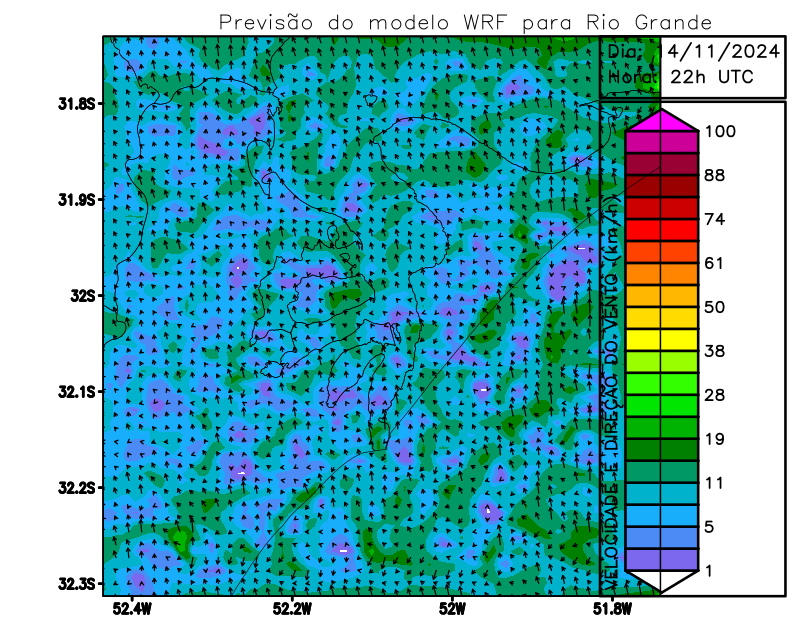 Previsão do modelo WRF para Rio Grande
Dia: 4/11/2024
Hora: 22h UTC
31.8S
31.9S
32S
32.1S
32.2S
32.3S
52.4W
52.2W
52W
51.8W
VELOCIDADE E DIREÇÃO DO VENTO (km/h)
100
88
74
61
50
38
28
19
11
5
1